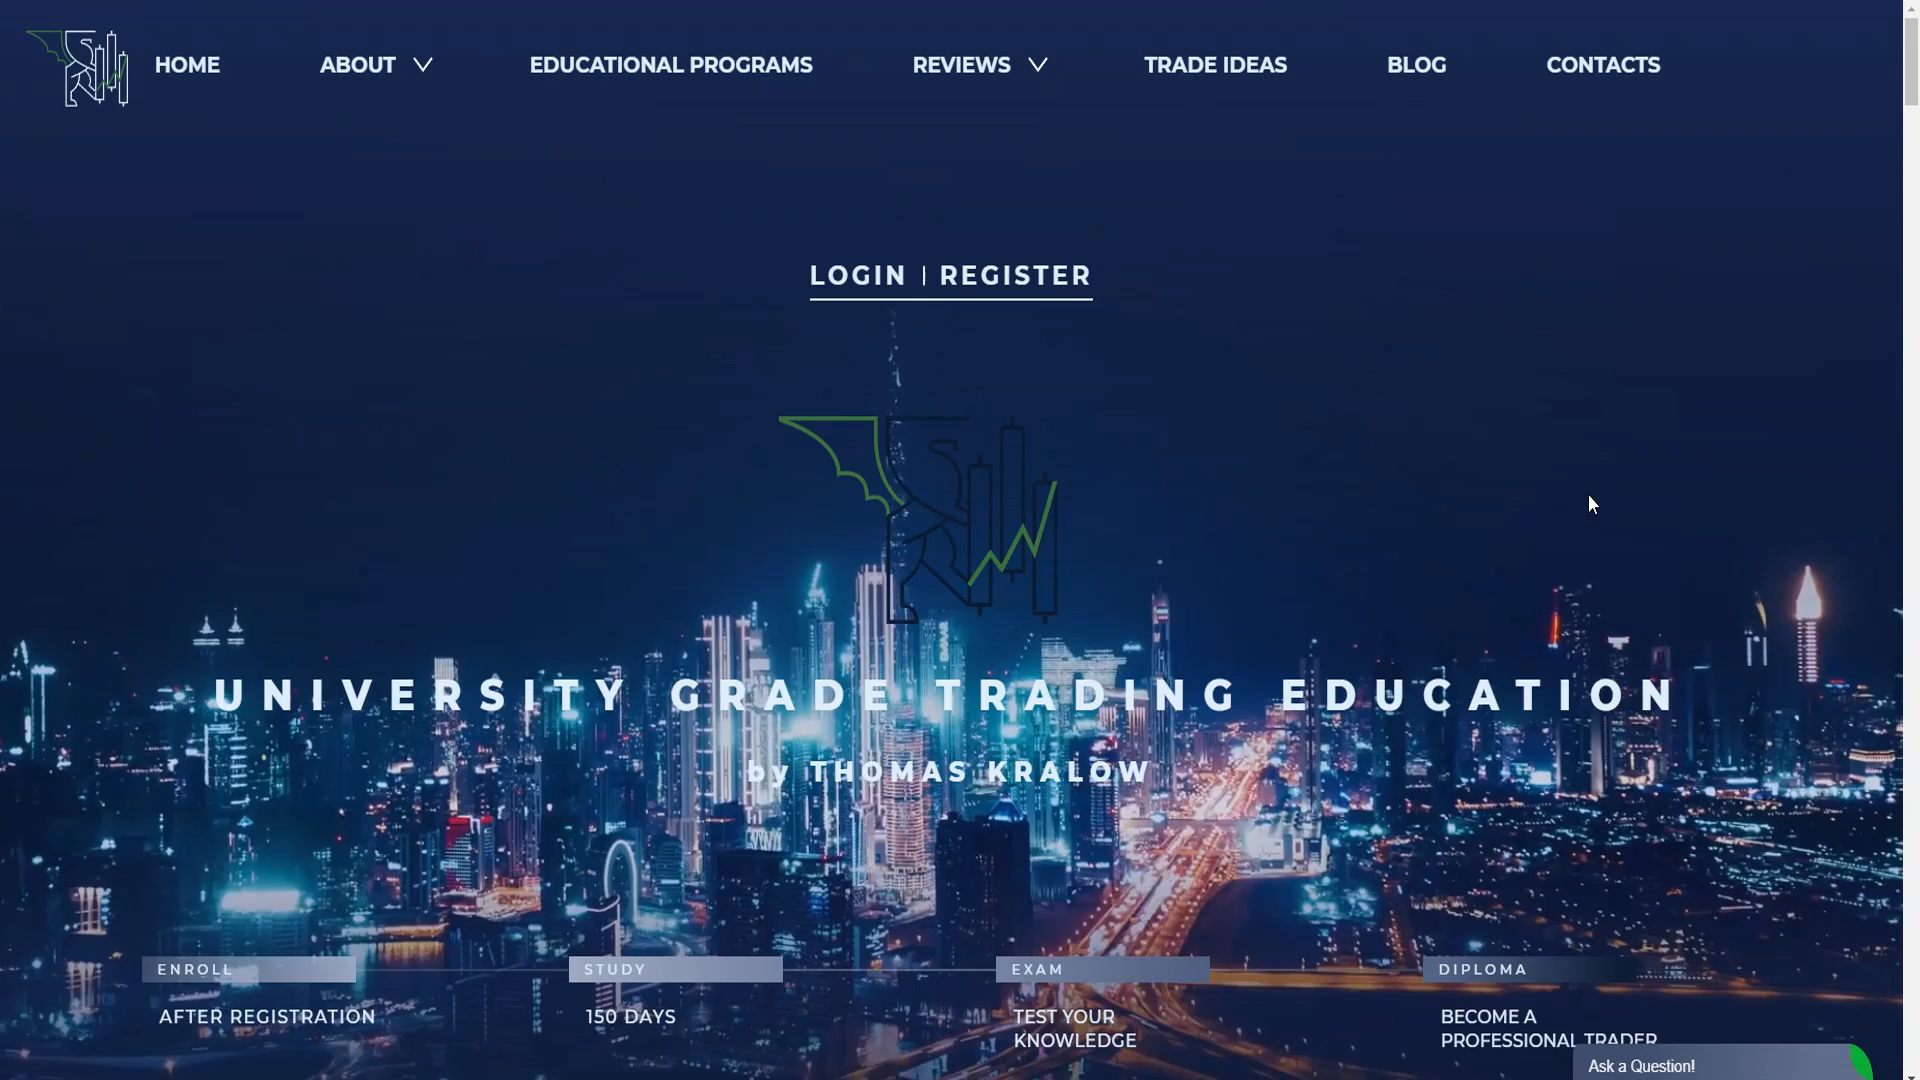 HOME ABOUT EDUCATIONAL PROGRAMS REVIEWS TRADE IDEAS BLOG CONTACTS
LOGIN | REGISTER
UNIVERSITY GRADE TRADING EDUCATION
by THOMAS KRALOW
ENROLL
AFTER REGISTRATION
STUDY
150 DAYS
EXAM
TEST YOUR
KNOWLEDGE
DIPLOMA
BECOME A
PROFESSIONAL TRADER
Ask a Question!